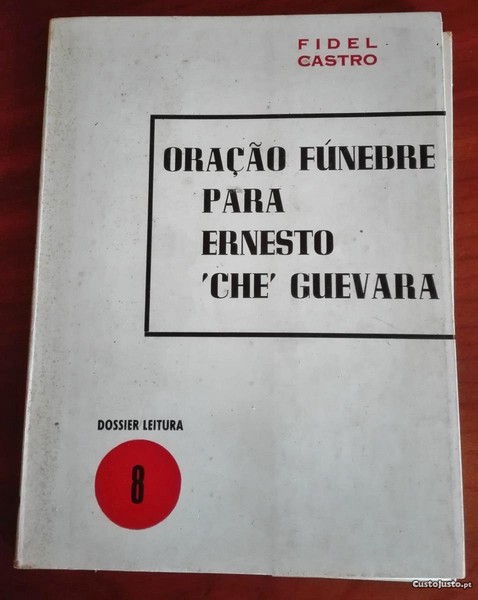 FIDEL
CASTRO
ORAÇÃO FÚNEBRE
PARA
ERNESTO
'CHE' GUEVARA
DOSSIER LEITURA
8
CustoJusto.pt